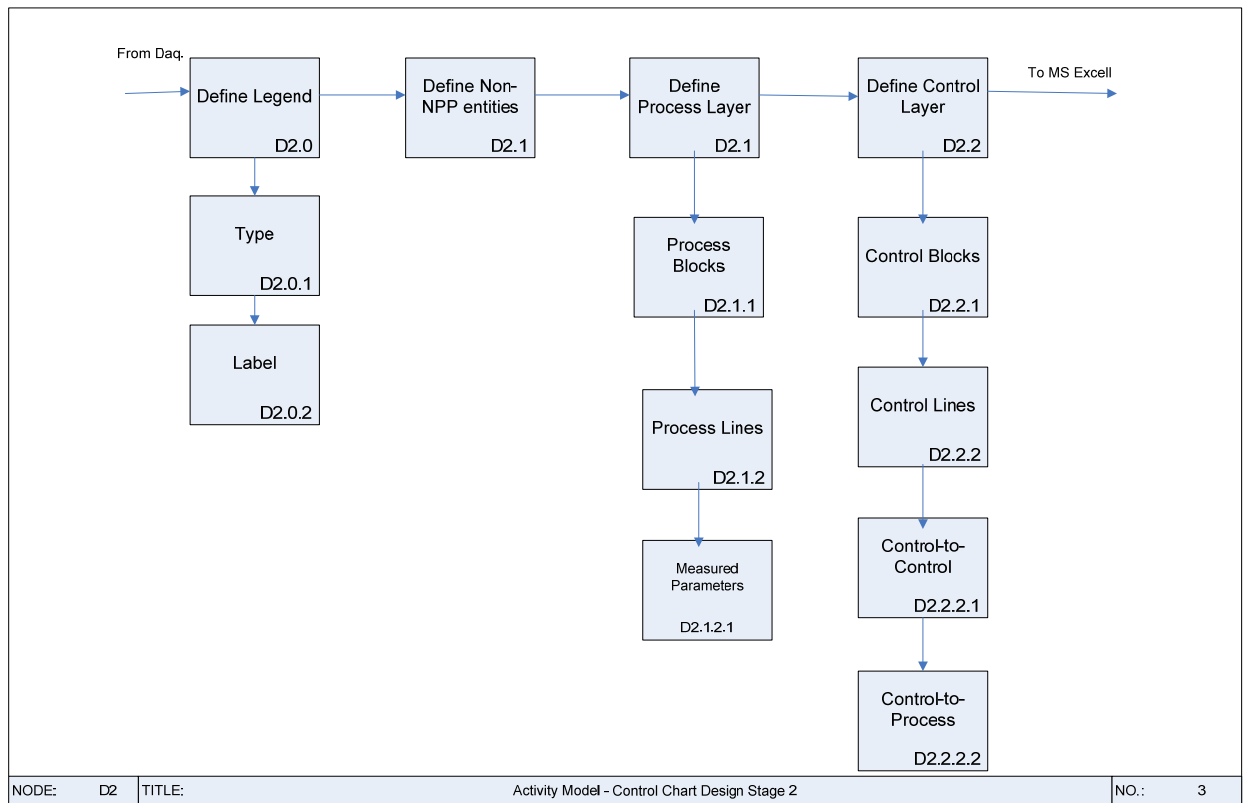 From Daq.
Define Legend
D2.0
Define Non-
NPP entities
D2.1
Define
Process Layer
D2.1
Define Control
Layer
D2.2
To MS Excell
Type
D2.0.1
Label
D2.0.2
Process
Blocks
D2.1.1
Process Lines
D2.1.2
Measured
Parameters
D2.1.2.1
Control Blocks
D2.2.1
Control Lines
D2.2.2
Control-to-
Control
D2.2.2.1
Control-to-
Process
D2.2.2.2
NODE: D2 TITLE: Activity Model - Control Chart Design Stage 2 NO.: 3